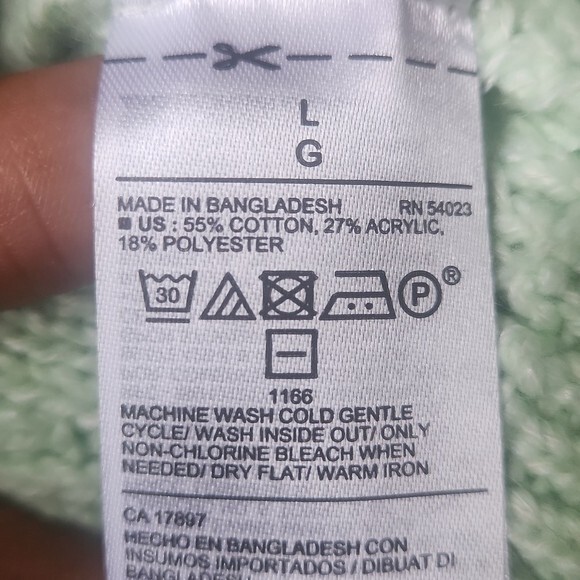 L
G
MADE IN BANGLADESH RN 54023
US : 55% COTTON, 27% ACRYLIC,
18% POLYESTER
30 P ®
1166
MACHINE WASH COLD GENTLE
CYCLE/ WASH INSIDE OUT/ ONLY
NON-CHLORINE BLEACH WHEN
NEEDED/ DRY FLAT/ WARM IRON
CA 17897
HECHO EN BANGLADESH CON
INSUMOS IMPORTADOS / DIBUAT DI
BANGLADESH